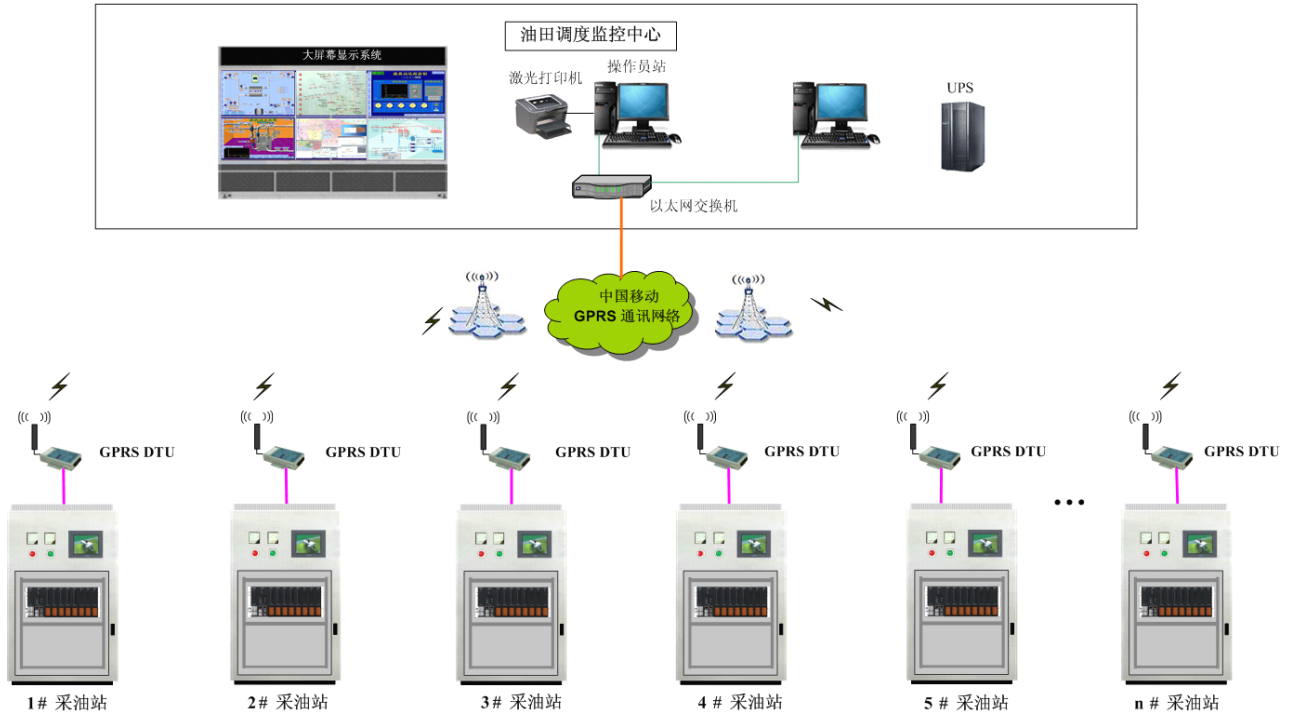 油田调度监控中心
大屏幕显示系统
操作员站
激光打印机
UPS
以太网交换机
中国移动
GPRS 通讯网络
GPRS DTU
GPRS DTU
GPRS DTU
GPRS DTU
GPRS DTU
GPRS DTU
•••
1# 采油站
2# 采油站
3# 采油站
4# 采油站
5# 采油站
n# 采油站